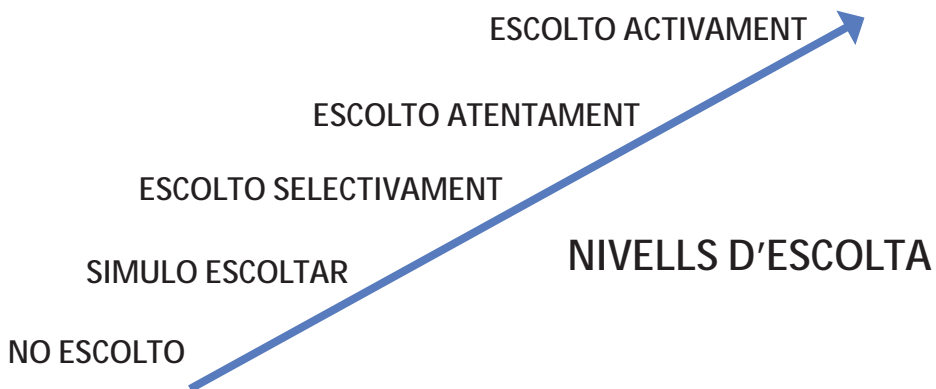 ESCOLTO ACTIVAMENT
ESCOLTO ATENTAMENT
ESCOLTO SELECTIVAMENT
NIVELLS D’ESCOLTA
SIMULO ESCOLTAR
NO ESCOLTO